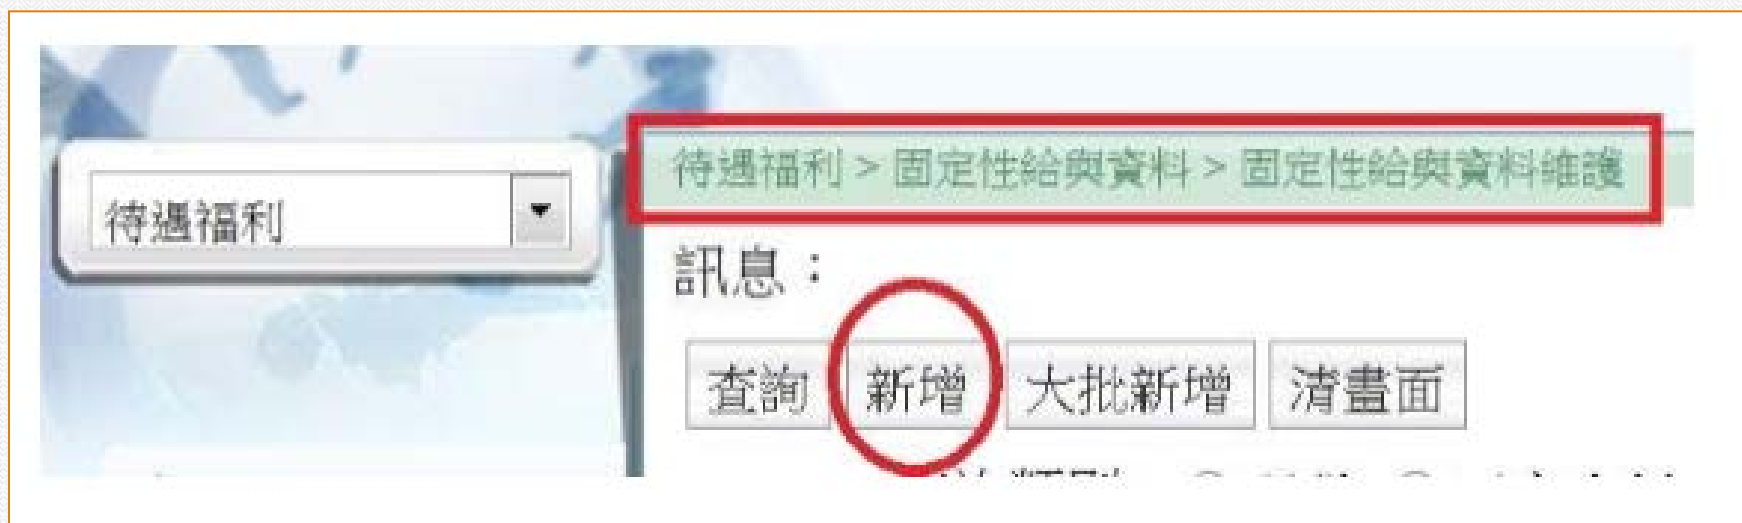 待遇福利 > 固定性給與資料 > 固定性給與資料維護
待遇福利
訊息：
查詢 新增 大批新增 清畫面